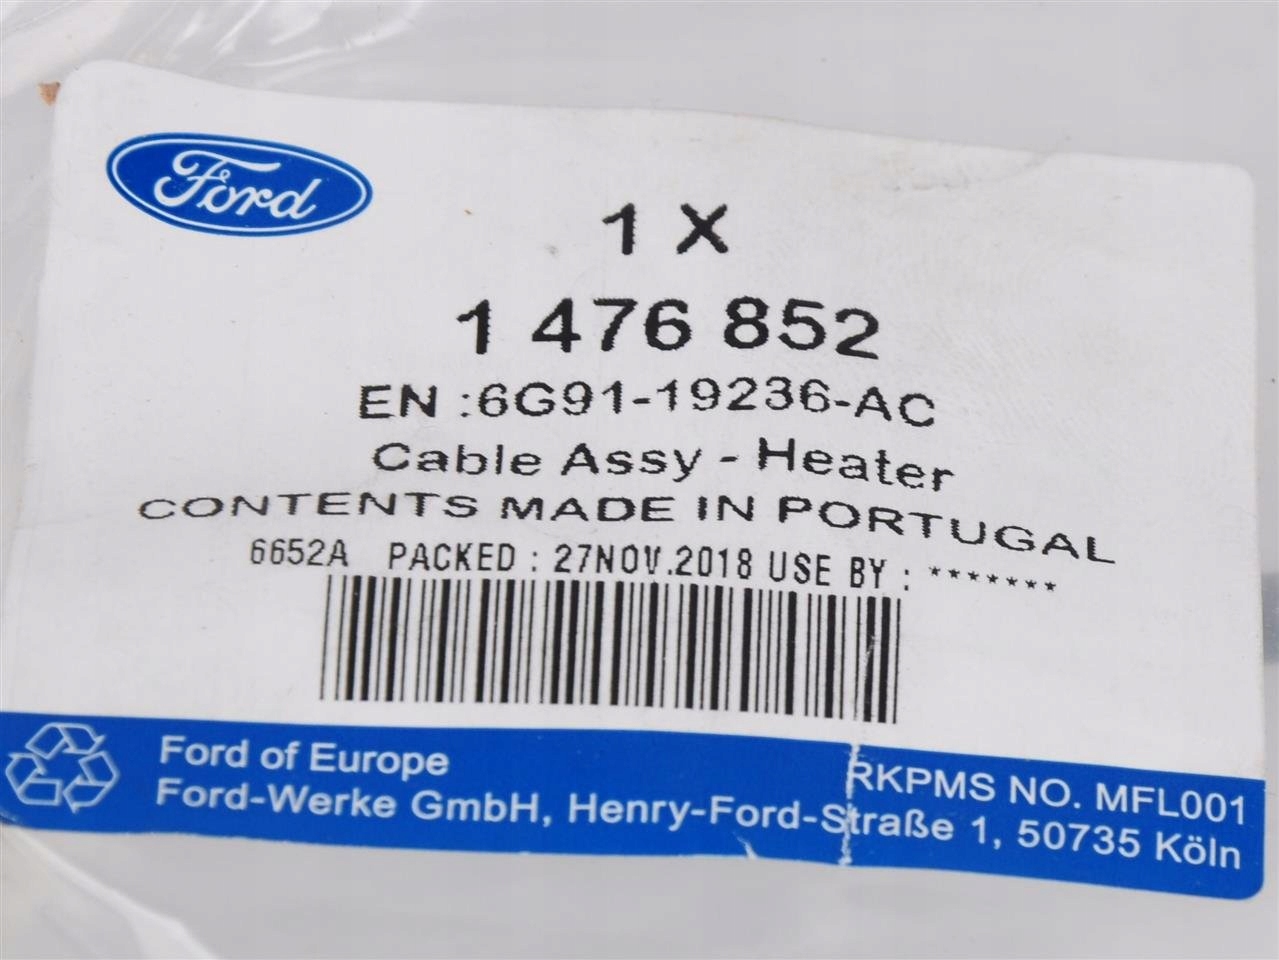 Ford
1 X
1 476 852
EN :6G91-19236-AC
Cable Assy - Heater
CONTENTS MADE IN PORTUGAL
6652A PACKED : 27NOV.2018 USE BY : *******
Ford of Europe
RKPMS NO. MFL001
Ford-Werke GmbH, Henry-Ford-Straße 1, 50735 Köln